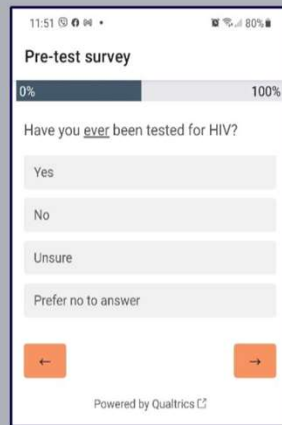 11:51 80%
Pre-test survey
0% 100%
Have you ever been tested for HIV?
Yes
No
Unsure
Prefer no to answer
← →
Powered by Qualtrics